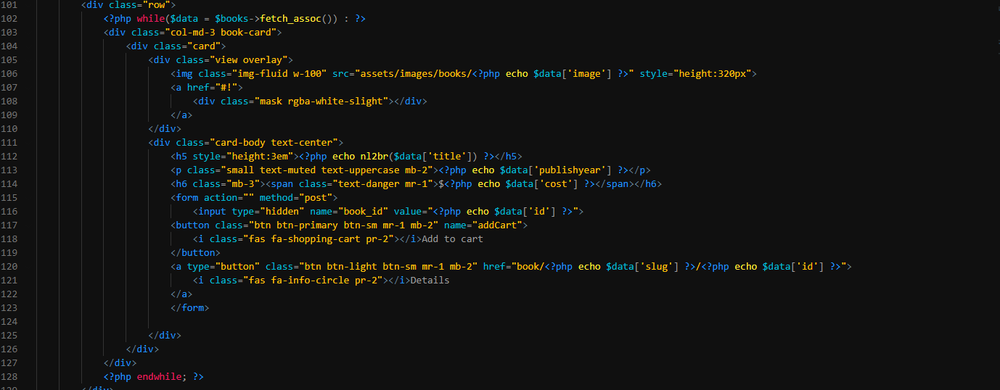 101 <div class="row">
102 <?php while($data = $books->fetch_assoc()) : ?>
103 <div class="col-md-3 book-card">
104 <div class="card">
105 <div class="view overlay">
106 <img class="img-fluid w-100" src="assets/images/books/<?php echo $data['image'] ?>" style="height:320px">
107 <a href="#!">
108 <div class="mask rgba-white-slight"></div>
109 </a>
110 </div>
111 <div class="card-body text-center">
112 <h5 style="height:3em"><?php echo nl2br($data['title']) ?></h5>
113 <p class="small text-muted text-uppercase mb-2"><?php echo $data['publishyear'] ?></p>
114 <h6 class="mb-3"><span class="text-danger mr-1">$<?php echo $data['cost'] ?></span></h6>
115 <form action="" method="post">
116 <input type="hidden" name="book_id" value="<?php echo $data['id'] ?>">
117 <button class="btn btn-primary btn-sm mr-1 mb-2" name="addCart">
118 <i class="fas fa-shopping-cart pr-2"></i>Add to cart
119 </button>
120 <a type="button" class="btn btn-light btn-sm mr-1 mb-2" href="book/<?php echo $data['slug'] ?>/<?php echo $data['id'] ?>">
121 <i class="fas fa-info-circle pr-2"></i>Details
122 </a>
123 </form>
124
125 </div>
126 </div>
127 </div>
128 <?php endwhile; ?>
129 </div>